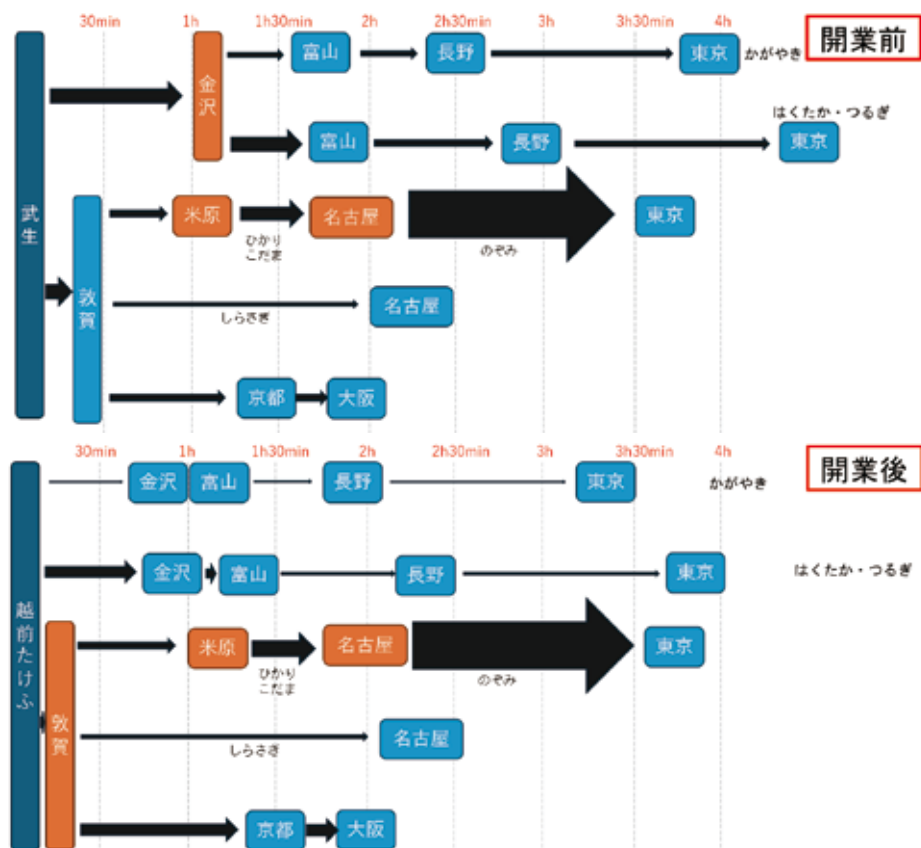 30min 1h 1h30min 2h 2h30min 3h 3h30min 4h
開業前
武生
金沢
富山 長野 東京 かがやき
はくたか・つるぎ
富山 長野 東京
敦賀
米原 名古屋 東京
ひかり
こだま
のぞみ
名古屋
しらさぎ
京都 大阪
30min 1h 1h30min 2h 2h30min 3h 3h30min 4h
開業後
越前たけふ
金沢 富山 長野 東京 かがやき
金沢 富山 長野 東京 はくたか・つるぎ
敦賀
米原 名古屋 東京
ひかり
こだま
のぞみ
名古屋
しらさぎ
京都 大阪